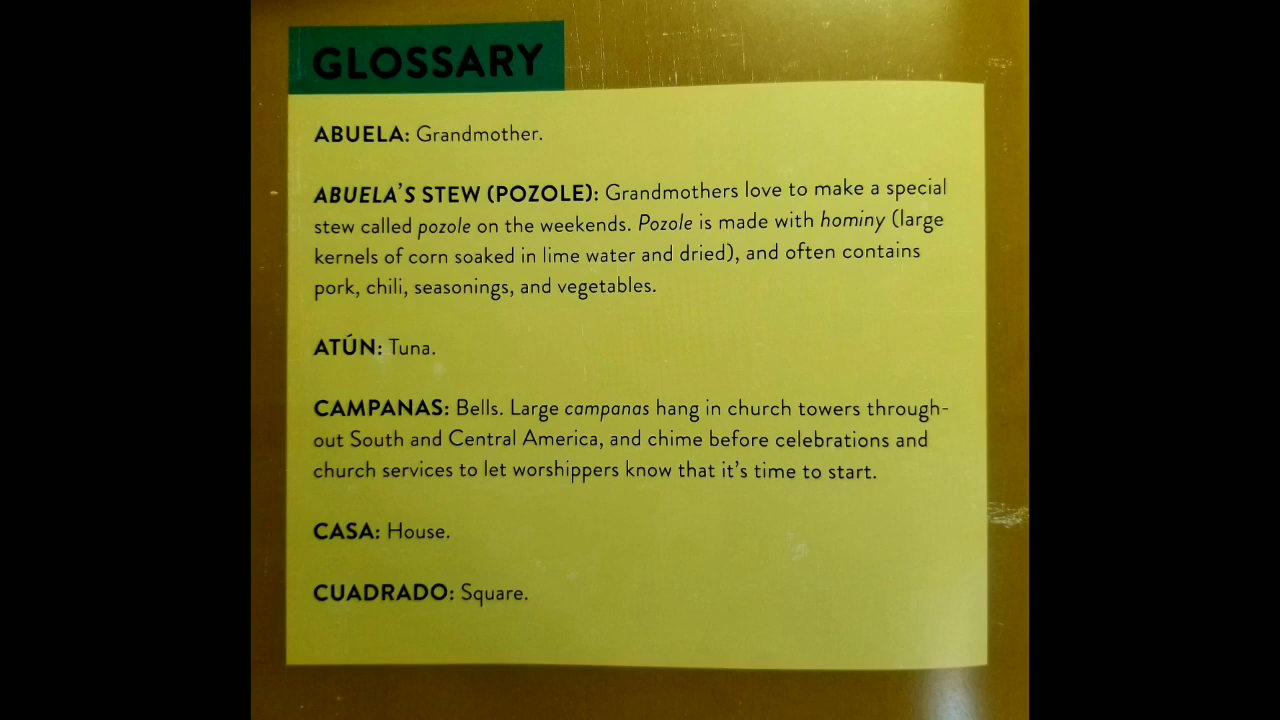 GLOSSARY
ABUELA: Grandmother.
ABUELA'S STEW (POZOLE): Grandmothers love to make a special
stew called pozole on the weekends. Pozole is made with hominy (large
kernels of corn soaked in lime water and dried), and often contains
pork, chili, seasonings, and vegetables.
ATÚN: Tuna.
CAMPANAS: Bells. Large campanas hang in church towers through-
out South and Central America, and chime before celebrations and
church services to let worshippers know that it's time to start.
CASA: House.
CUADRADO: Square.